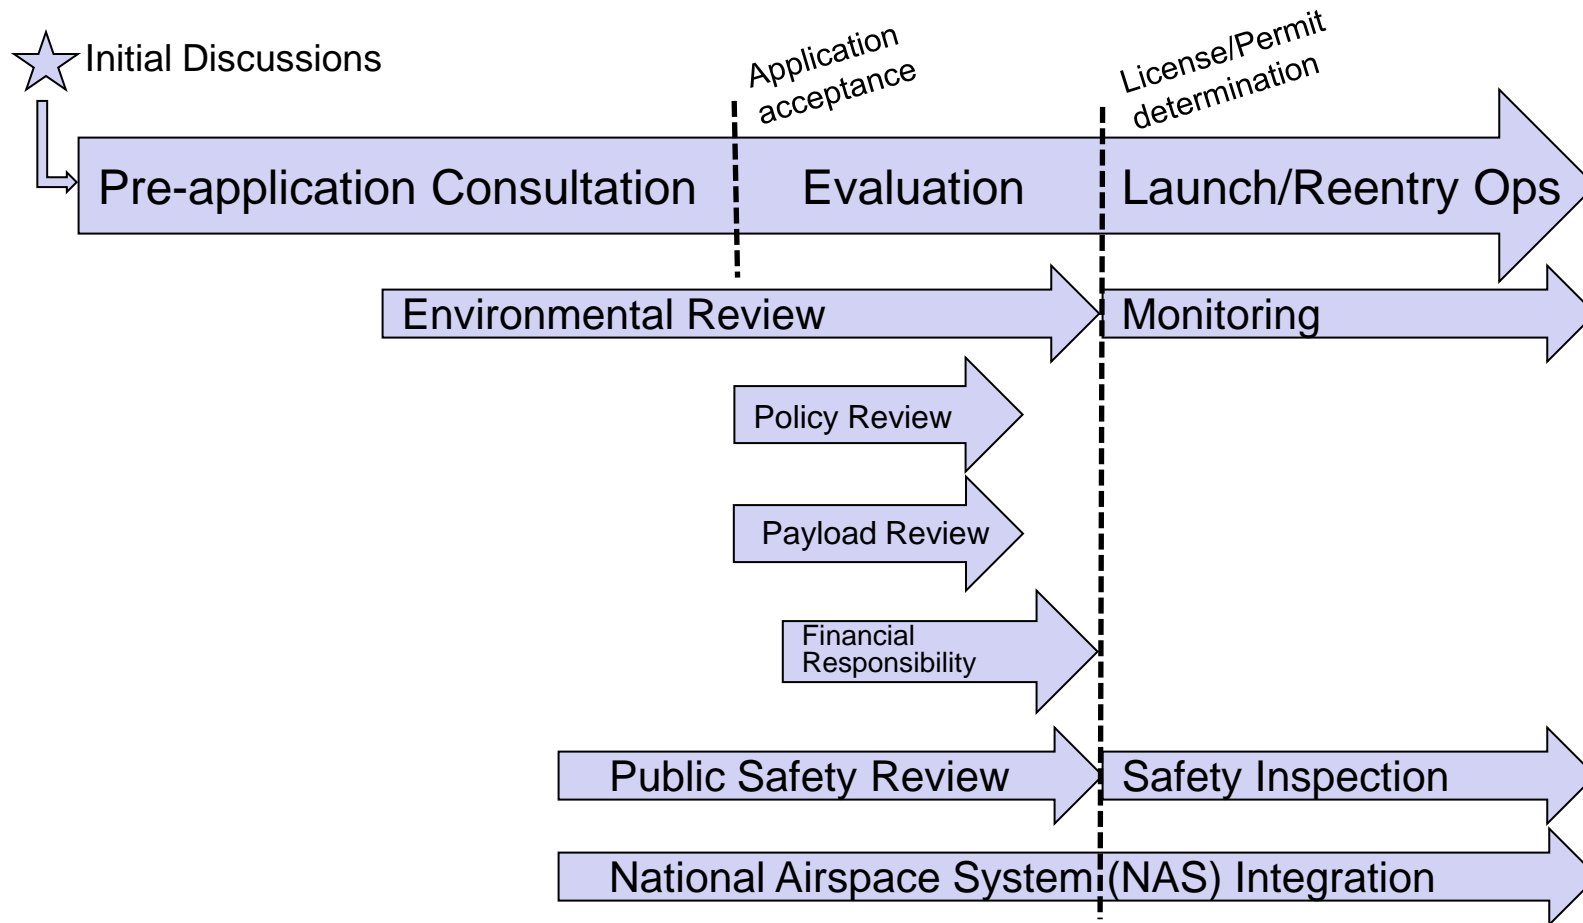 Initial Discussions
Application
acceptance
License/Permit
determination
Pre-application Consultation
Evaluation
Launch/Reentry Ops
Environmental Review
Monitoring
Policy Review
Payload Review
Financial
Responsibility
Public Safety Review
Safety Inspection
National Airspace System (NAS) Integration